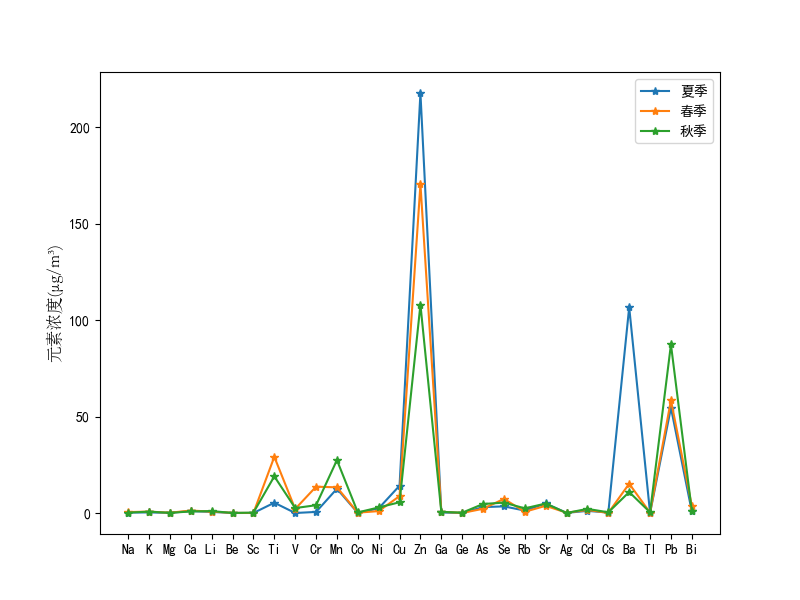 夏季
春季
秋季
元素浓度(μg/m³)
200
150
100
50
0
Na K Mg Ca Li Be Sc Ti V Cr Mn Co Ni Cu Zn Ga Ge As Se Rb Sr Ag Cd Cs Ba Tl Pb Bi